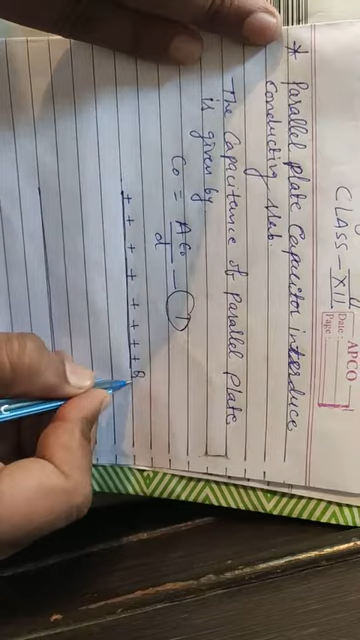 APCO
Date:
Page:
CLASS - XII
* Parallel plate Capacitor introduce
conducting slab.
The Capacitance of parallel plate
is given by
C₀ = Aϵ₀ / d - ①
+ + + + + + + + +